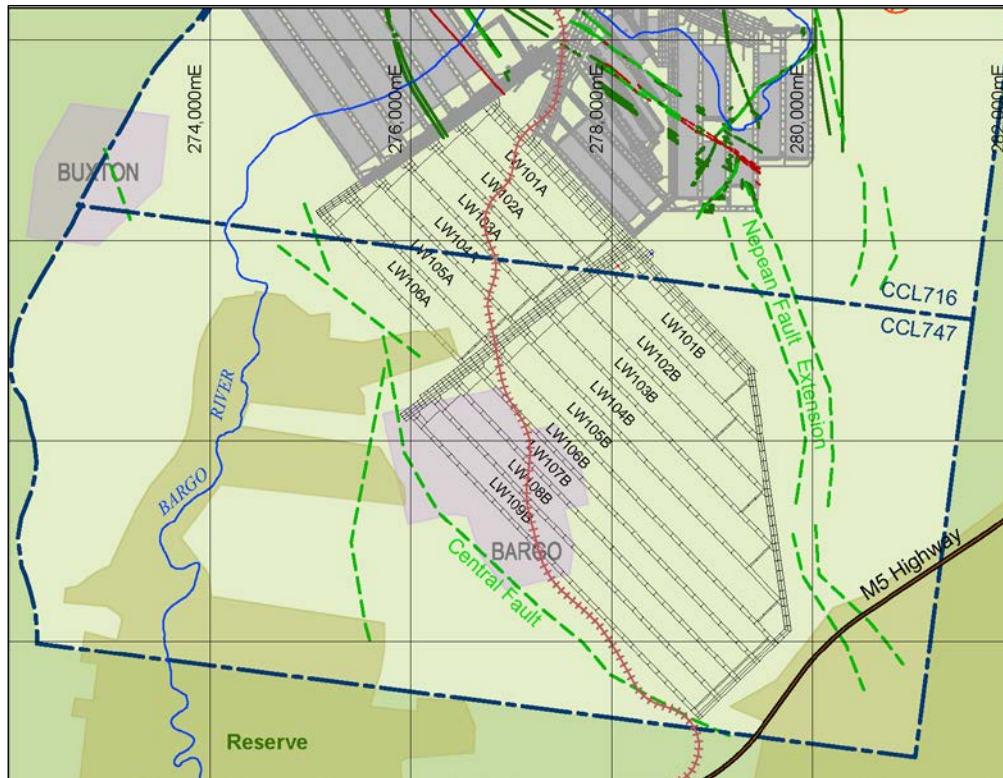 274,000mE
276,000mE
278,000mE
280,000mE
BUXTON
LW101A
LW102A
LW103A
LW104A
LW105A
LW106A
Nepean Fault Extension
CCL716
CCL747
LW101B
LW102B
LW103B
LW104B
LW105B
LW106B
LW107B
LW108B
LW109B
BARGO RIVER
BARGO
Central Fault
M5 Highway
Reserve